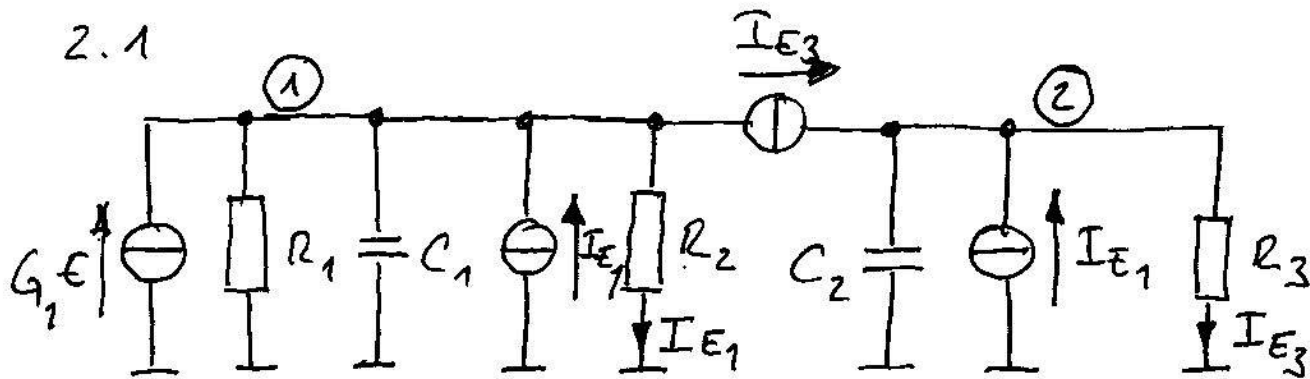 2.1
I_E3
1
2
G_1 E
R_1
C_1
I_E1
R_2
I_E1
C_2
I_E1
R_3
I_E3